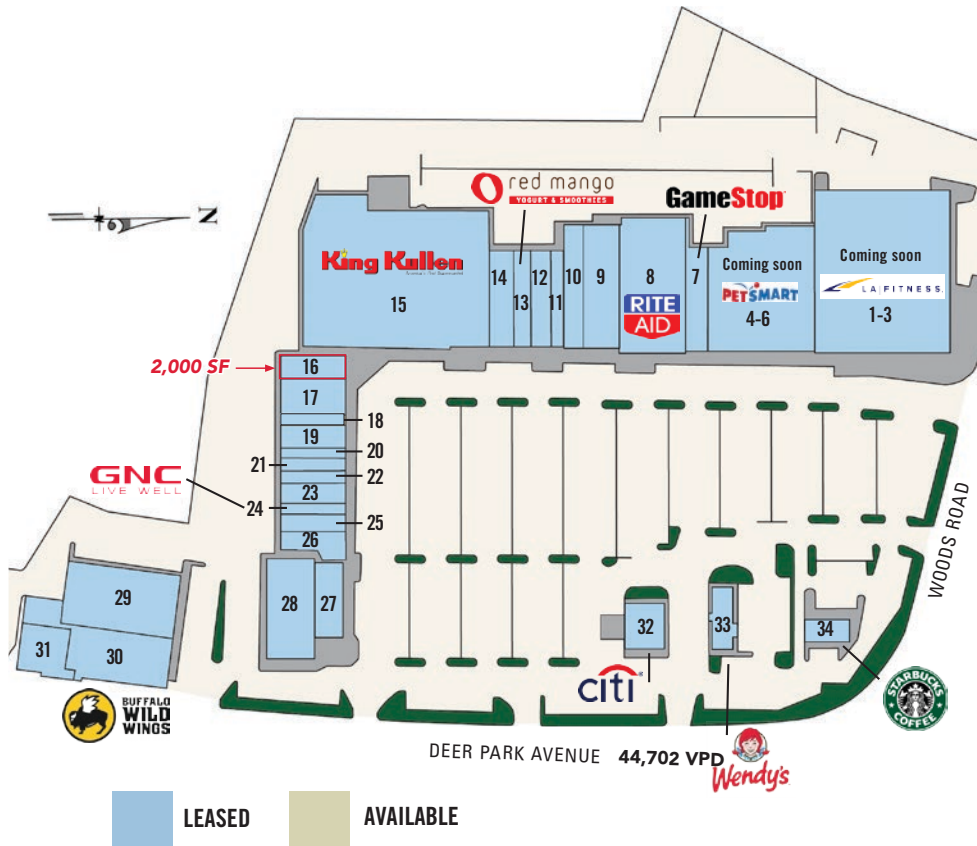 red mango
YOGURT & SMOOTHIES
GameStop
N
King Kullen
15
14
13
12
11
10
9
8
RITE
AID
7
Coming soon
PETSMART
4-6
Coming soon
LA FITNESS.
1-3
2,000 SF
16
17
18
19
20
21
22
23
GNC
LIVE WELL
24
25
26
WOODS ROAD
29
28
27
31
30
32
33
34
citi
BUFFALO
WILD
WINGS
STARBUCKS
COFFEE
DEER PARK AVENUE 44,702 VPD
Wendy's
LEASED
AVAILABLE